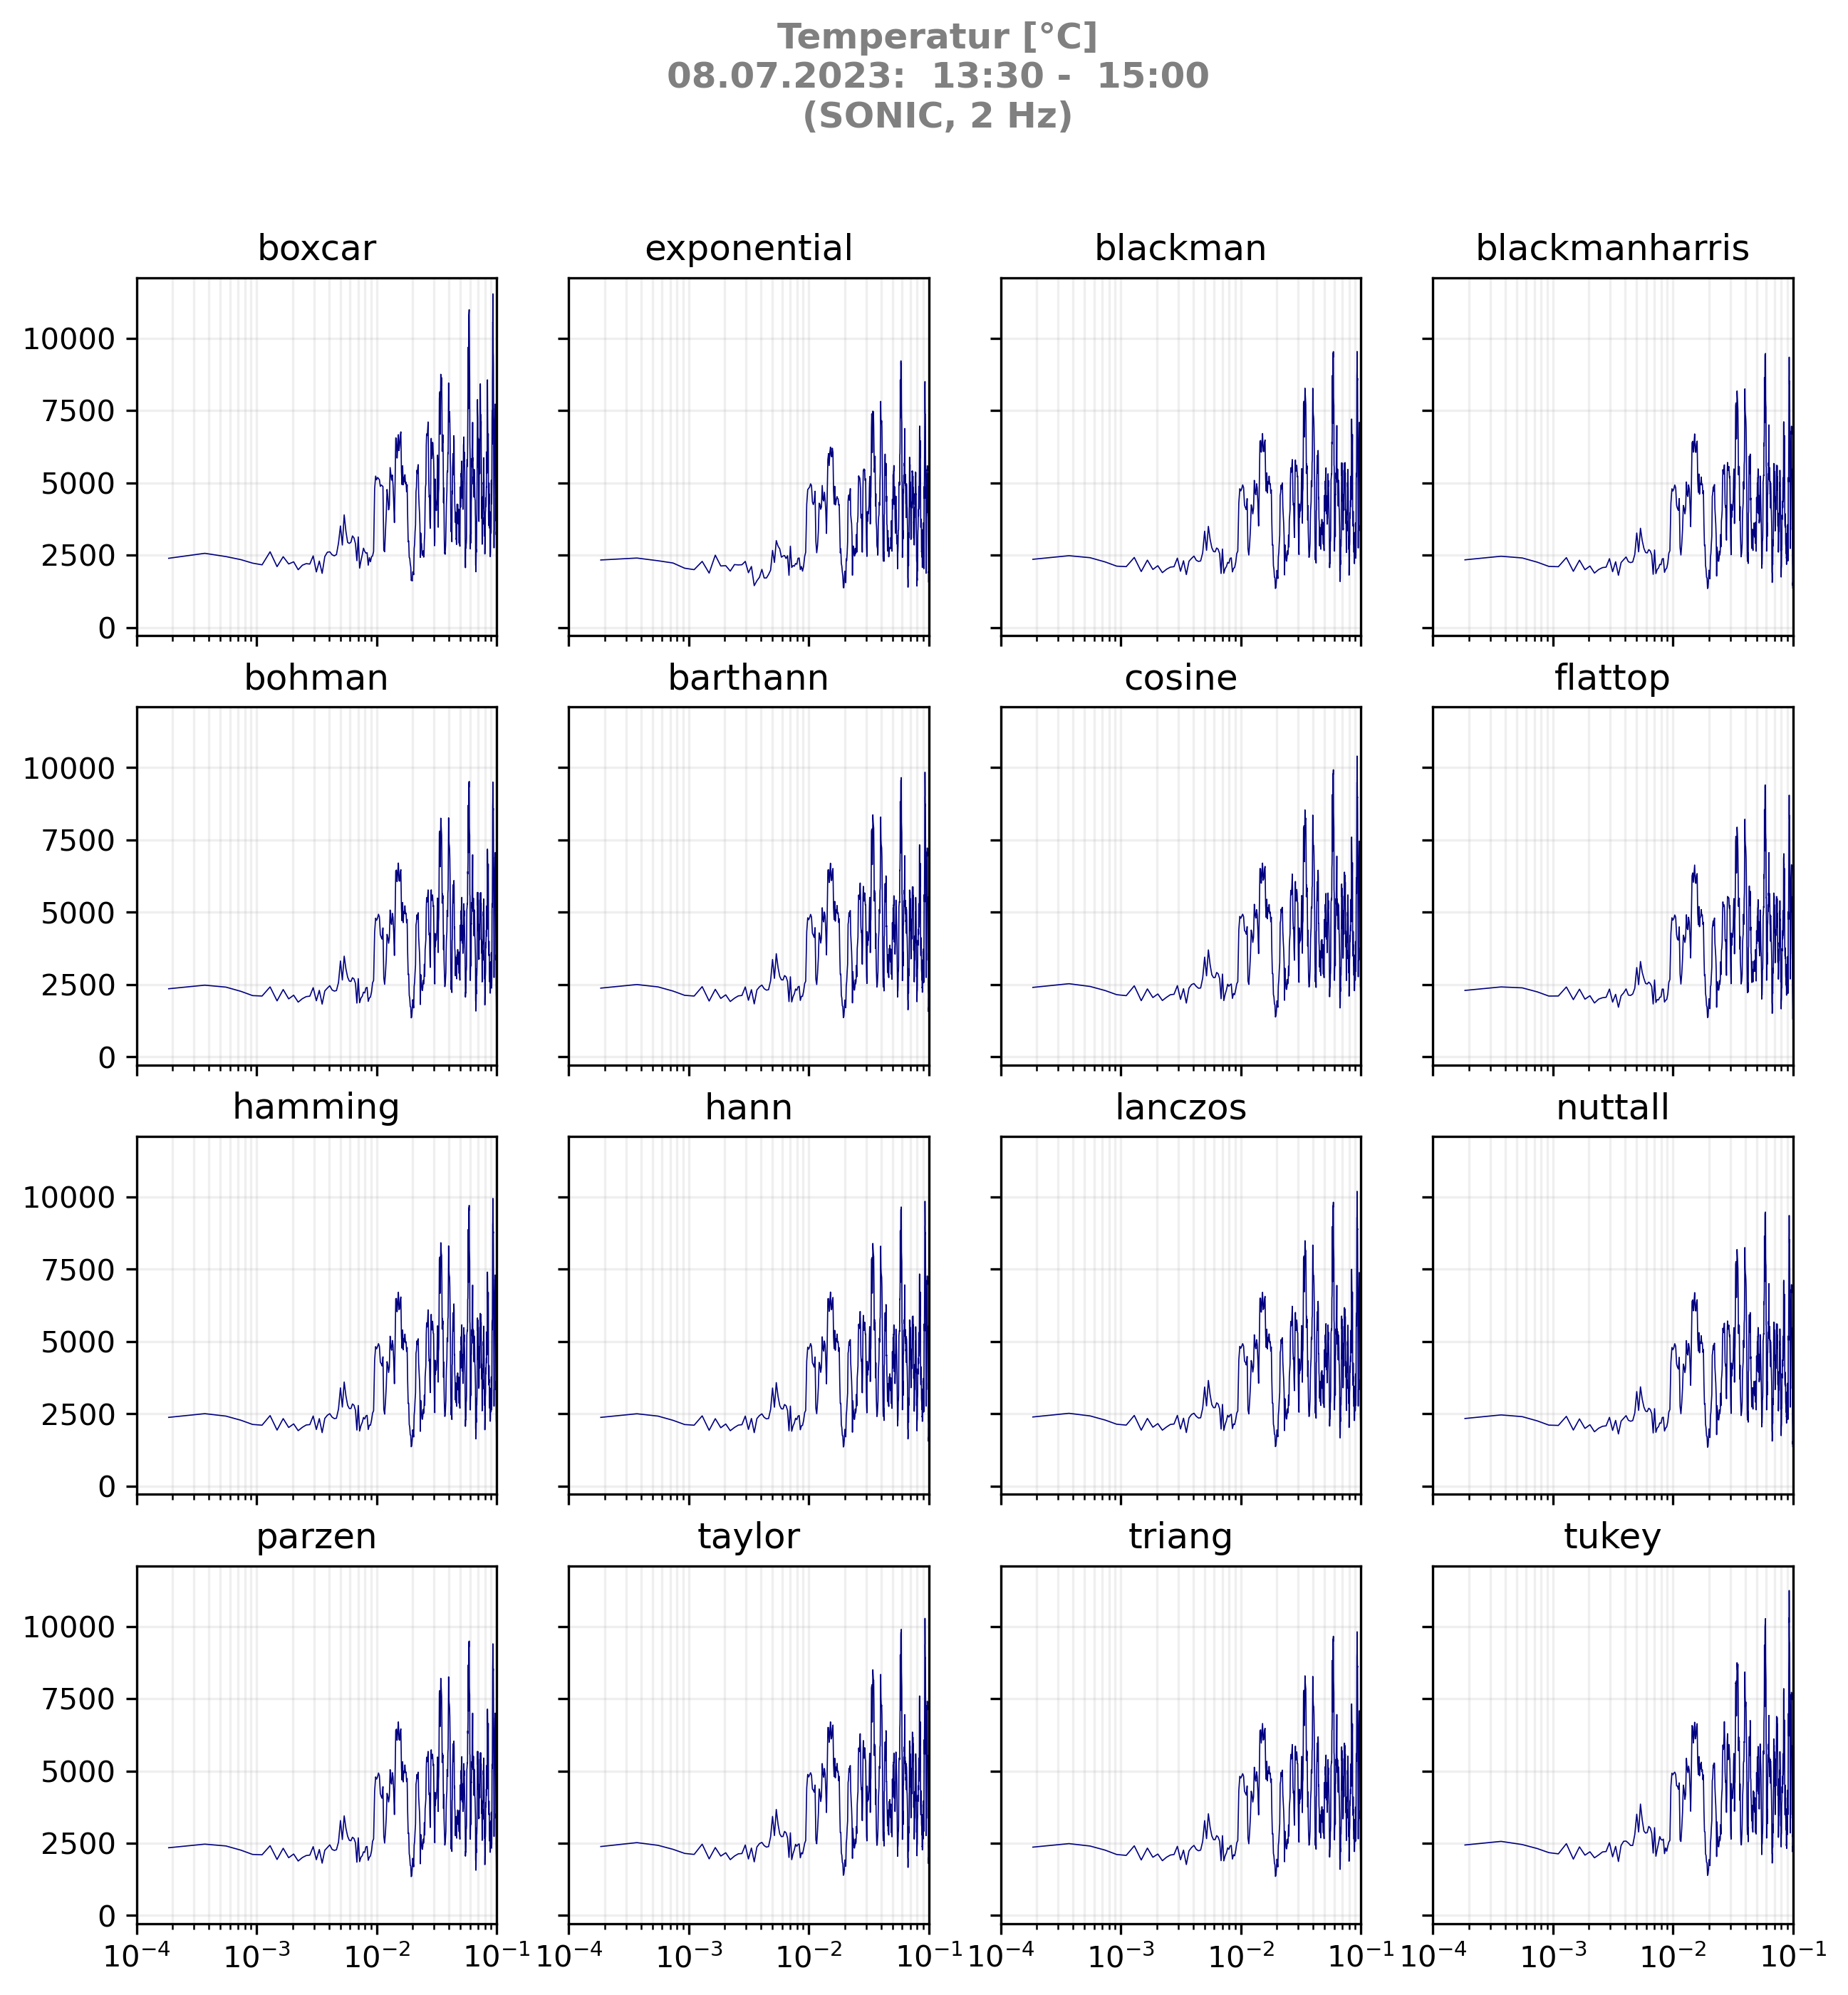 Temperatur [°C]
08.07.2023:  13:30 -  15:00
(SONIC, 2 Hz)
boxcar exponential blackman blackmanharris
10000
7500
5000
2500
0
bohman barthann cosine flattop
10000
7500
5000
2500
0
hamming hann lanczos nuttall
10000
7500
5000
2500
0
parzen taylor triang tukey
10000
7500
5000
2500
0
10⁻⁴ 10⁻³ 10⁻² 10⁻¹ 10⁻⁴ 10⁻³ 10⁻² 10⁻¹ 10⁻⁴ 10⁻³ 10⁻² 10⁻¹ 10⁻⁴ 10⁻³ 10⁻² 10⁻¹